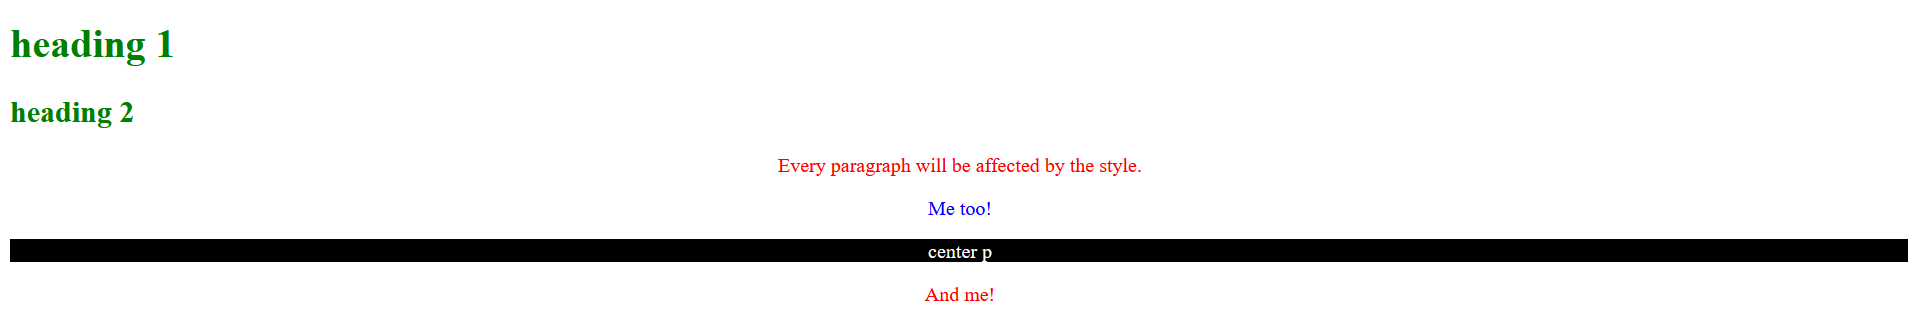 heading 1
heading 2
Every paragraph will be affected by the style.
Me too!
center p
And me!